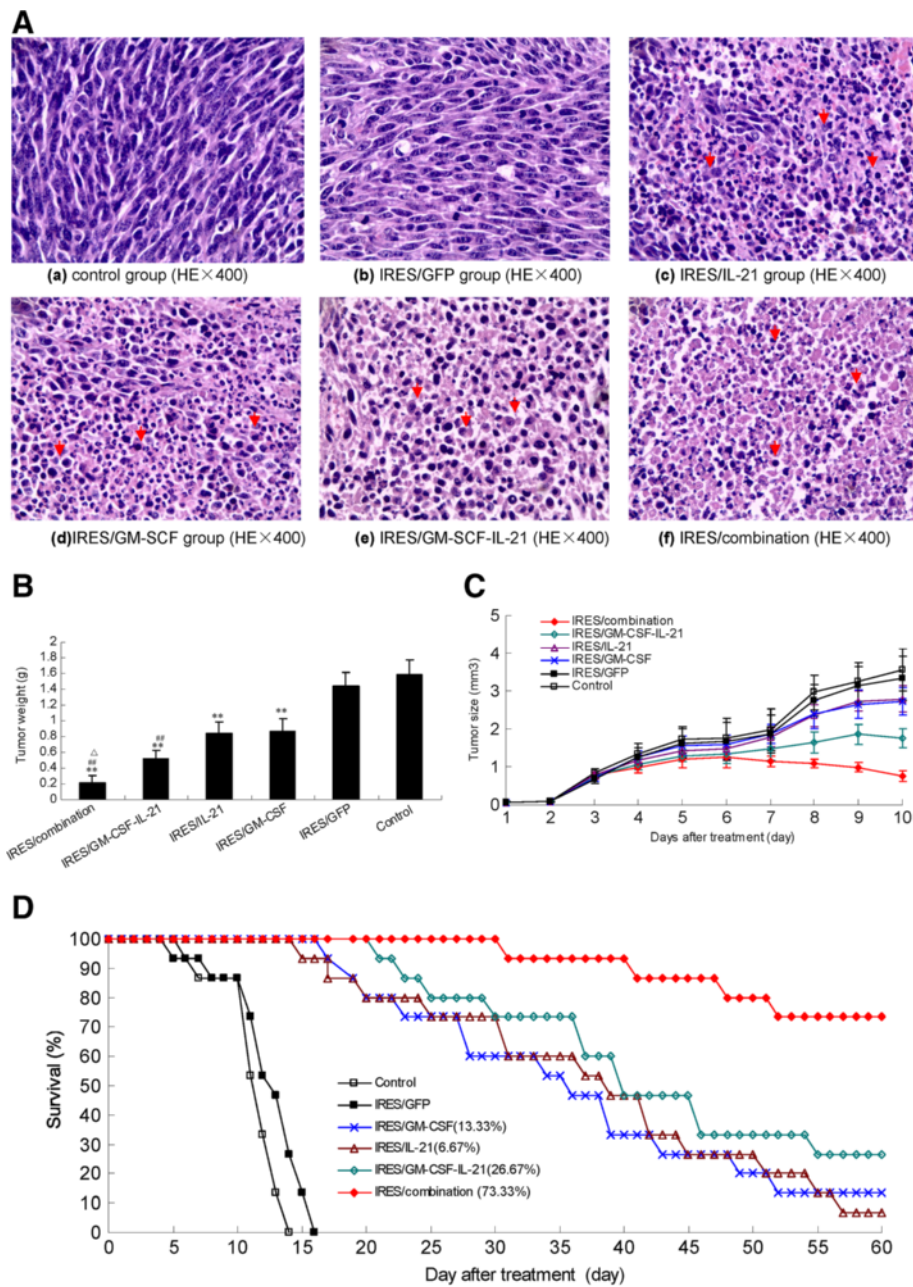 A
(a) control group (HE×400)
(b) IRES/GFP group (HE×400)
(c) IRES/IL-21 group (HE×400)
(d)IRES/GM-SCF group (HE×400)
(e) IRES/GM-SCF-IL-21 (HE×400)
(f) IRES/combination (HE×400)
B
Tumor weight (g)
2
1.8
1.6
1.4
1.2
1
0.8
0.6
0.4
0.2
0
△
##
**
##
**
**
**
IRES/combination
IRES/GM-CSF-IL-21
IRES/IL-21
IRES/GM-CSF
IRES/GFP
Control
C
IRES/combination
IRES/GM-CSF-IL-21
IRES/IL-21
IRES/GM-CSF
IRES/GFP
Control
Tumor size (mm3)
5
4
3
2
1
0
1 2 3 4 5 6 7 8 9 10
Days after treatment (day)
D
Survival (%)
100
90
80
70
60
50
40
30
20
10
0
Control
IRES/GFP
IRES/GM-CSF(13.33%)
IRES/IL-21(6.67%)
IRES/GM-CSF-IL-21(26.67%)
IRES/combination (73.33%)
0 5 10 15 20 25 30 35 40 45 50 55 60
Day after treatment (day)